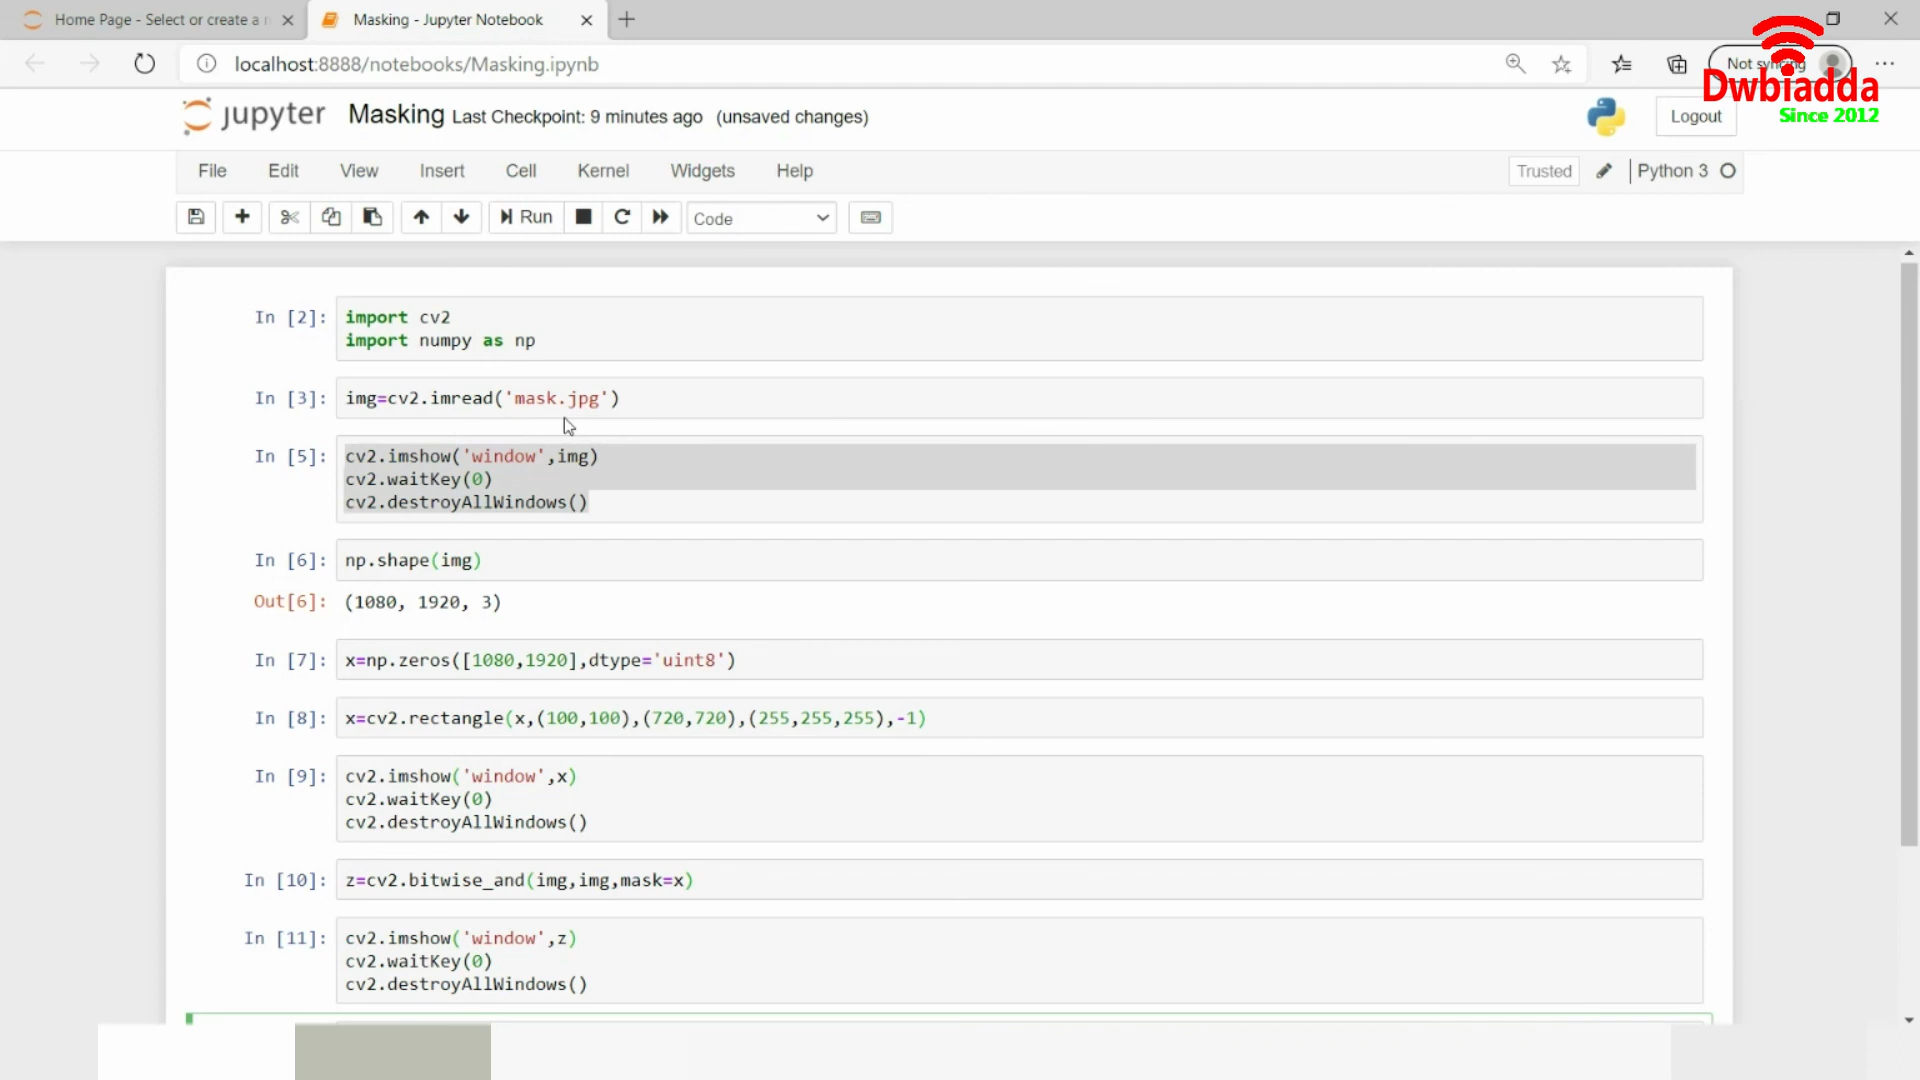 Home Page - Select or create a n
Masking - Jupyter Notebook
localhost:8888/notebooks/Masking.ipynb
Not syncing
Dwbiadda
Since 2012
jupyter Masking Last Checkpoint: 9 minutes ago (unsaved changes)
Logout
File Edit View Insert Cell Kernel Widgets Help
Trusted Python 3
Run Code
In [2]: import cv2
import numpy as np
In [3]: img=cv2.imread('mask.jpg')
In [5]: cv2.imshow('window',img)
cv2.waitKey(0)
cv2.destroyAllWindows()
In [6]: np.shape(img)
Out[6]: (1080, 1920, 3)
In [7]: x=np.zeros([1080,1920],dtype='uint8')
In [8]: x=cv2.rectangle(x,(100,100),(720,720),(255,255,255),-1)
In [9]: cv2.imshow('window',x)
cv2.waitKey(0)
cv2.destroyAllWindows()
In [10]: z=cv2.bitwise_and(img,img,mask=x)
In [11]: cv2.imshow('window',z)
cv2.waitKey(0)
cv2.destroyAllWindows()